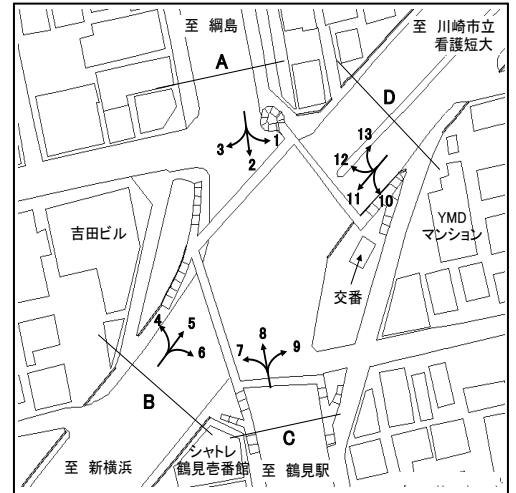 至 綱島
至 川崎市立
看護短大
A
D
13
3
1
2
12
11
10
吉田ビル
YMD
マンション
交番
4
5
6
8
7
9
B
C
シャトレ
鶴見壱番館
至 新横浜
至 鶴見駅